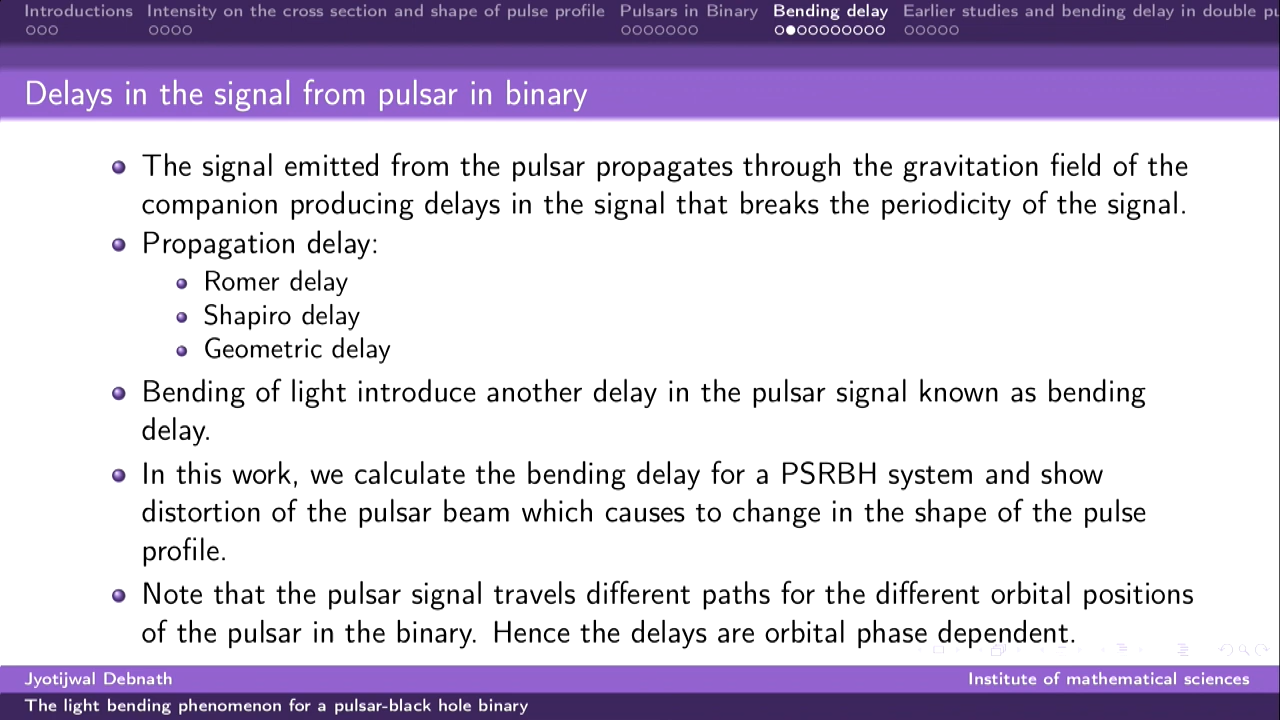 Introductions Intensity on the cross section and shape of pulse profile Pulsars in Binary Bending delay Earlier studies and bending delay in double
Delays in the signal from pulsar in binary
The signal emitted from the pulsar propagates through the gravitation field of the
companion producing delays in the signal that breaks the periodicity of the signal.
Propagation delay:
Romer delay
Shapiro delay
Geometric delay
Bending of light introduce another delay in the pulsar signal known as bending
delay.
In this work, we calculate the bending delay for a PSRBH system and show
distortion of the pulsar beam which causes to change in the shape of the pulse
profile.
Note that the pulsar signal travels different paths for the different orbital positions
of the pulsar in the binary. Hence the delays are orbital phase dependent.
Jyotijwal Debnath Institute of mathematical sciences
The light bending phenomenon for a pulsar-black hole binary